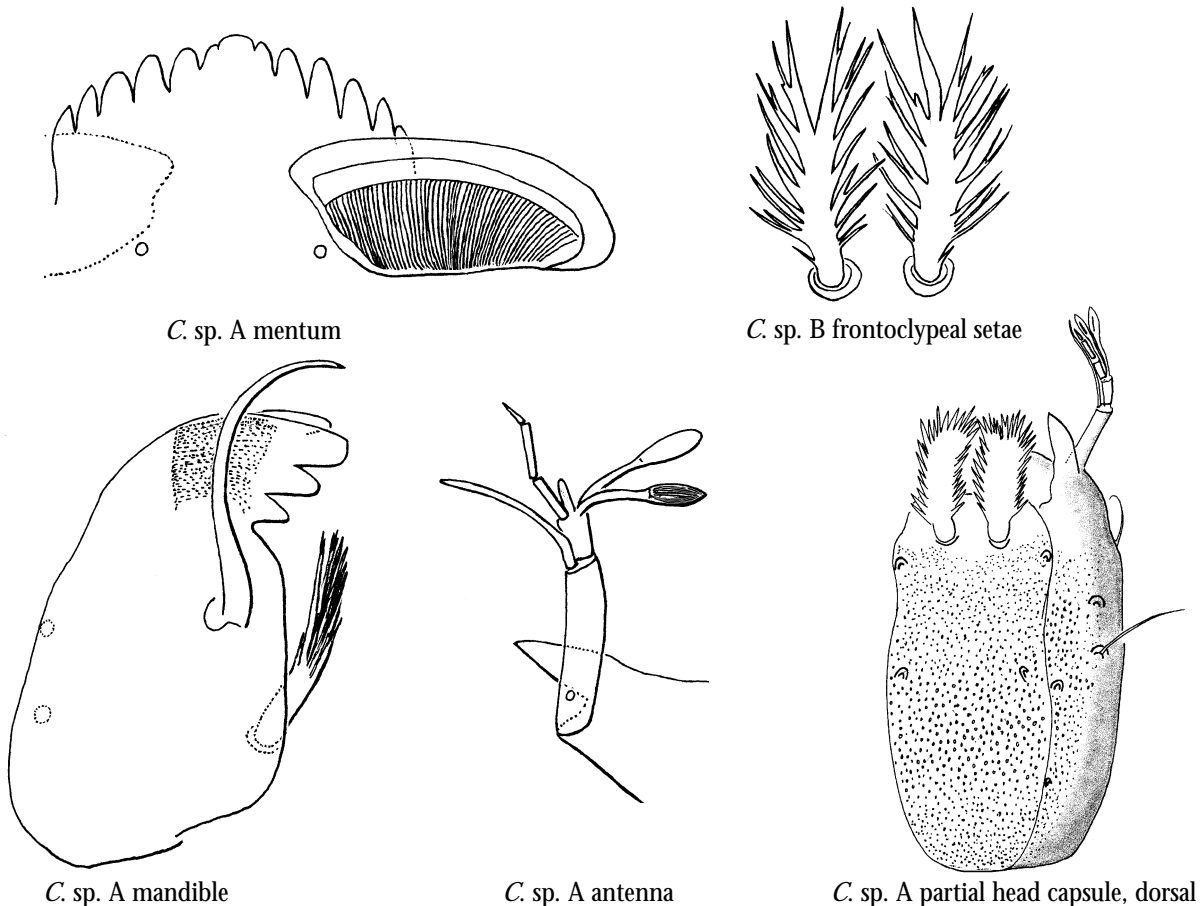 C. sp. A mentum
C. sp. B frontoclypeal setae
C. sp. A mandible
C. sp. A antenna
C. sp. A partial head capsule, dorsal